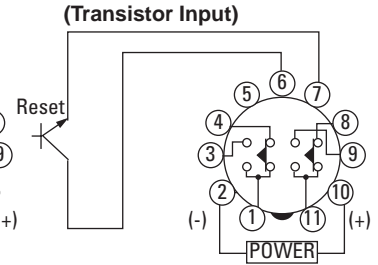 (Transistor Input)
6
5 7
Reset
4 8
9 3 9
2 10
+) (-) 1 11 (+)
POWER